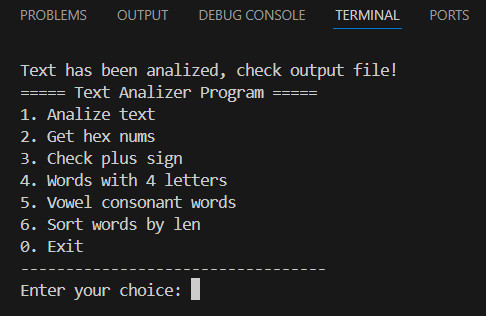 PROBLEMS OUTPUT DEBUG CONSOLE TERMINAL PORTS
Text has been analized, check output file!
===== Text Analizer Program =====
1. Analize text
2. Get hex nums
3. Check plus sign
4. Words with 4 letters
5. Vowel consonant words
6. Sort words by len
0. Exit
----------------------------------
Enter your choice: